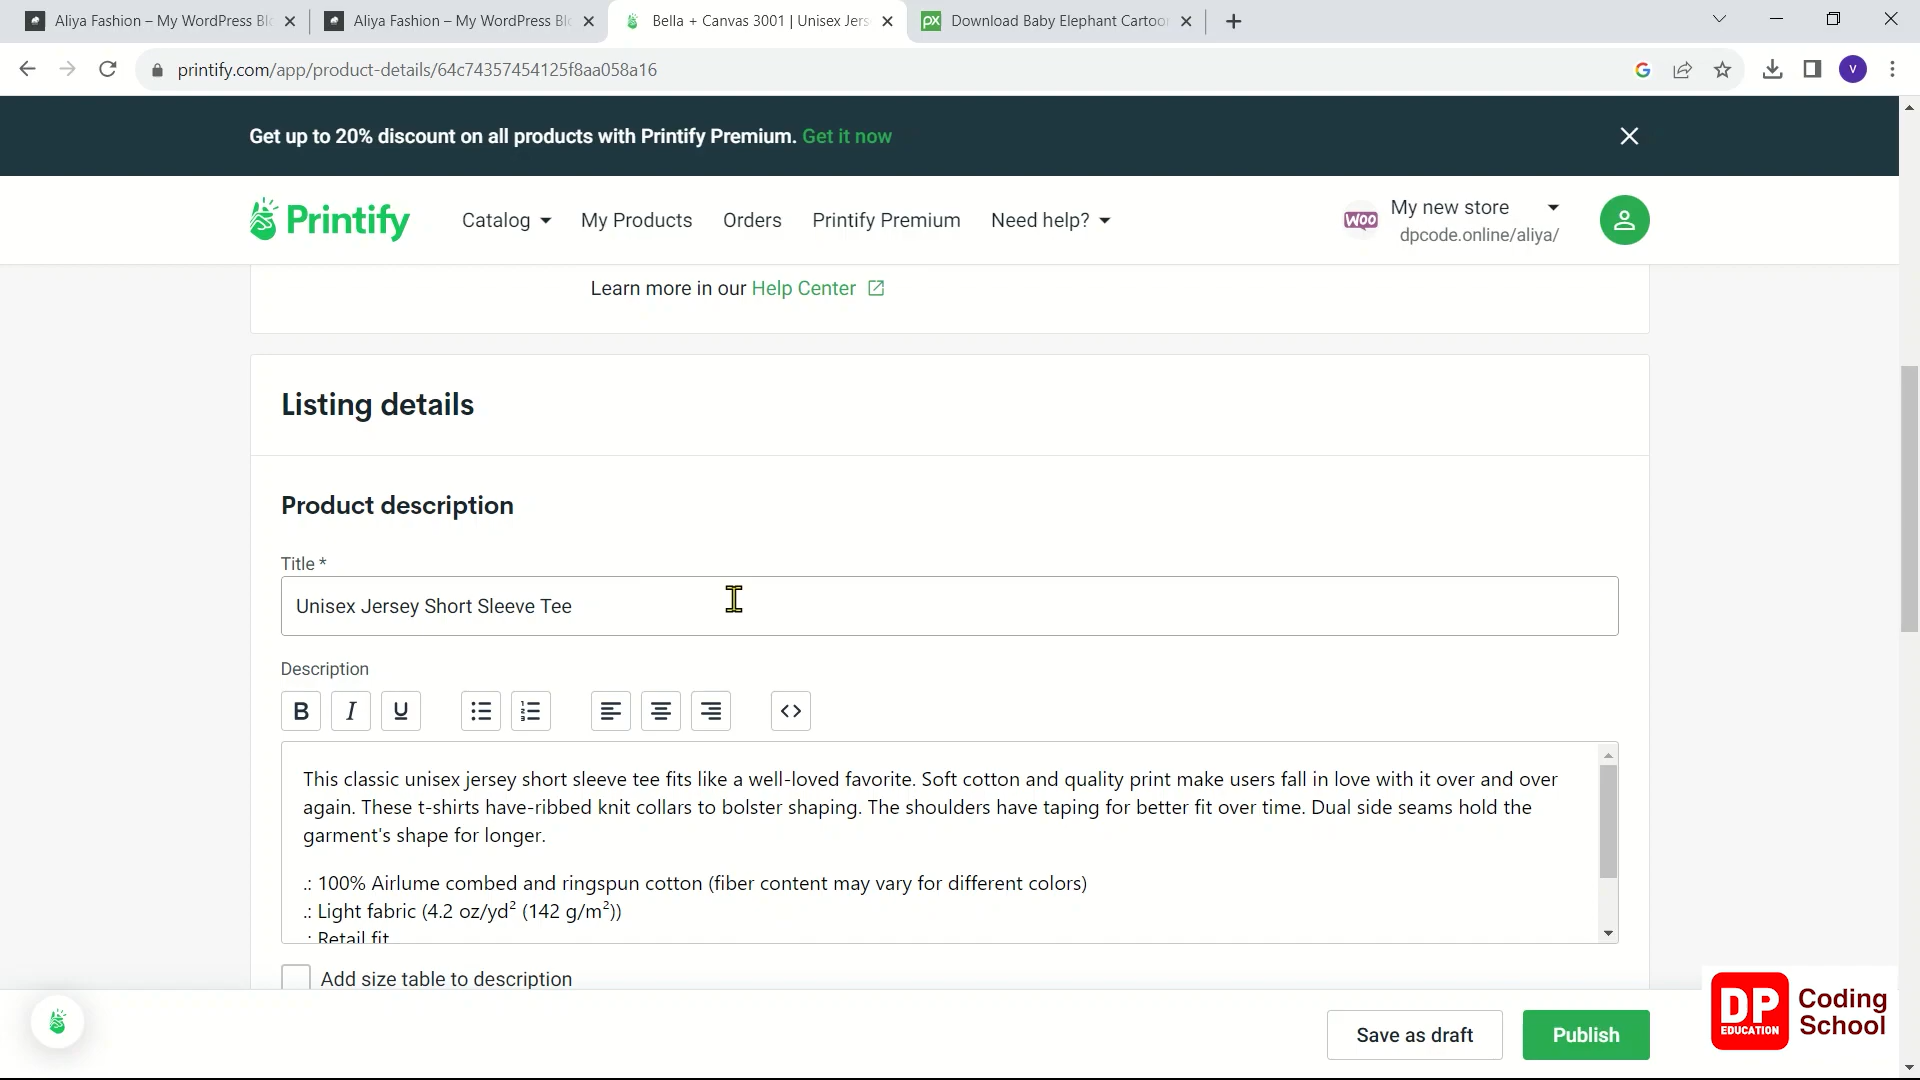 Aliya Fashion – My WordPress Bl
Aliya Fashion – My WordPress Bl
Bella + Canvas 3001 | Unisex Jers
Download Baby Elephant Cartoo
printify.com/app/product-details/64c74357454125f8aa058a16
V
Get up to 20% discount on all products with Printify Premium. Get it now
Printify
Catalog
My Products
Orders
Printify Premium
Need help?
WOO
My new store
dpcode.online/aliya/
Learn more in our Help Center
Listing details
Product description
Title *
Unisex Jersey Short Sleeve Tee
Description
B I U
This classic unisex jersey short sleeve tee fits like a well-loved favorite. Soft cotton and quality print make users fall in love with it over and over
again. These t-shirts have-ribbed knit collars to bolster shaping. The shoulders have taping for better fit over time. Dual side seams hold the
garment's shape for longer.
.: 100% Airlume combed and ringspun cotton (fiber content may vary for different colors)
.: Light fabric (4.2 oz/yd² (142 g/m²))
.: Retail fit
Add size table to description
Save as draft
Publish
DP
EDUCATION
Coding
School